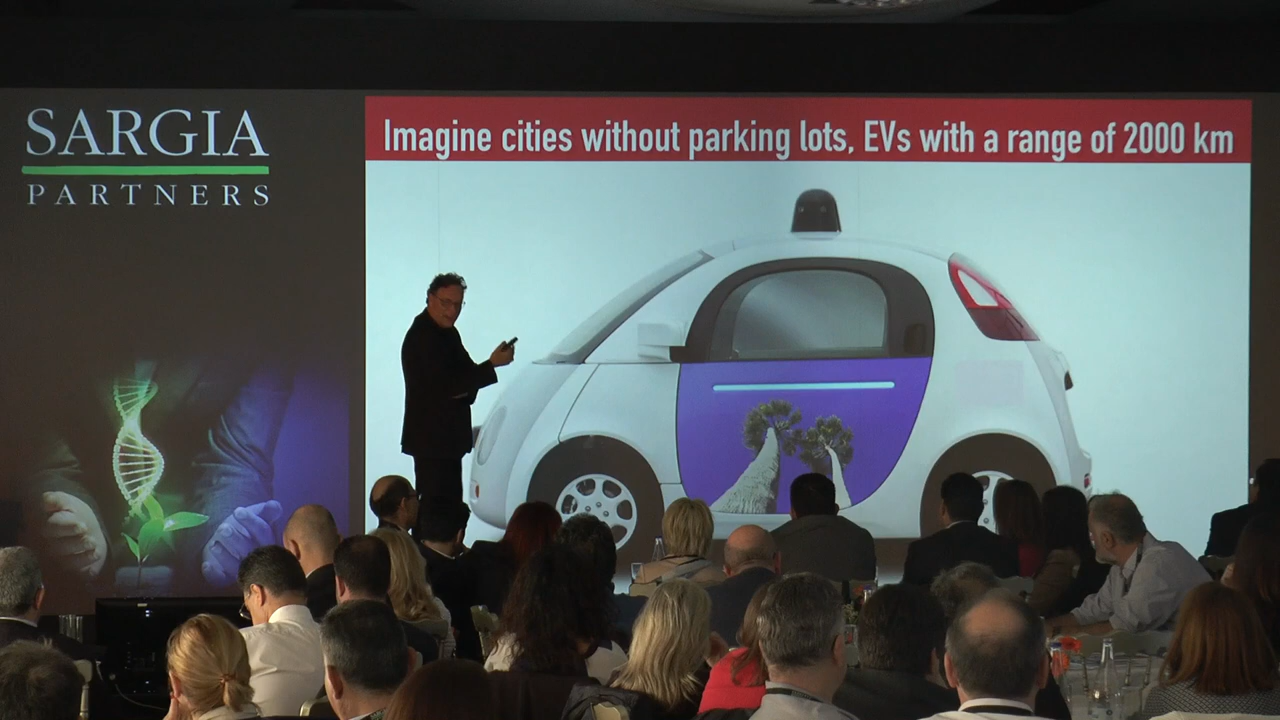 SARGIA
PARTNERS
Imagine cities without parking lots, EVs with a range of 2000 km